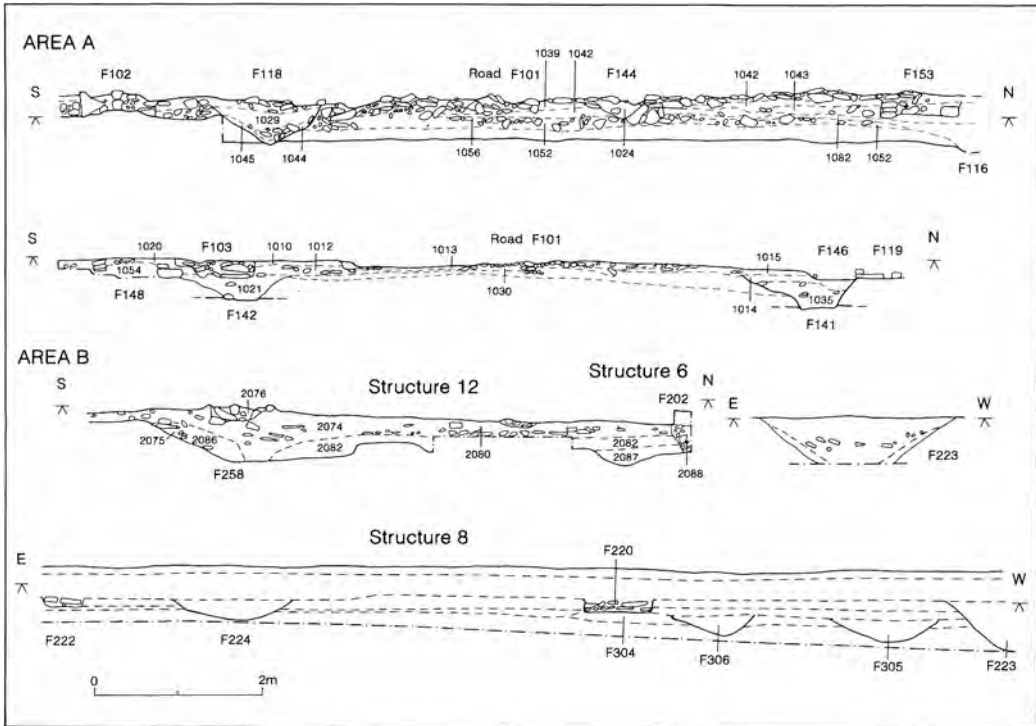 AREA A
F102 F118 Road F101 1039 1042 F144 1042 1043 F153
S N
1029
1045 1044 1056 1052 1024 1082 1052 F116
S 1020 F103 1010 1012 1013 Road F101 1015 F146 F119 N
1054 1021 1030 1014 1035
F148 F142 F141
AREA B
S 2076 Structure 12 Structure 6 N
F202 E W
2075 2086 2074 2082 2080 2082 2087 2088 F223
F258
Structure 8
E F220 W
F222 F224 F304 F306 F305 F223
0 2m